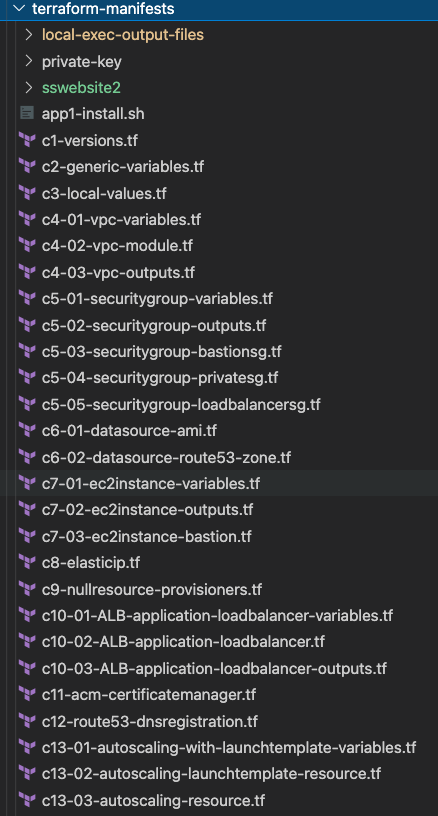 terraform-manifests
local-exec-output-files
private-key
sswebsite2
app1-install.sh
c1-versions.tf
c2-generic-variables.tf
c3-local-values.tf
c4-01-vpc-variables.tf
c4-02-vpc-module.tf
c4-03-vpc-outputs.tf
c5-01-securitygroup-variables.tf
c5-02-securitygroup-outputs.tf
c5-03-securitygroup-bastionsg.tf
c5-04-securitygroup-privatesg.tf
c5-05-securitygroup-loadbalancersg.tf
c6-01-datasource-ami.tf
c6-02-datasource-route53-zone.tf
c7-01-ec2instance-variables.tf
c7-02-ec2instance-outputs.tf
c7-03-ec2instance-bastion.tf
c8-elasticip.tf
c9-nullresource-provisioners.tf
c10-01-ALB-application-loadbalancer-variables.tf
c10-02-ALB-application-loadbalancer.tf
c10-03-ALB-application-loadbalancer-outputs.tf
c11-acm-certificatemanager.tf
c12-route53-dnsregistration.tf
c13-01-autoscaling-with-launchtemplate-variables.tf
c13-02-autoscaling-launchtemplate-resource.tf
c13-03-autoscaling-resource.tf